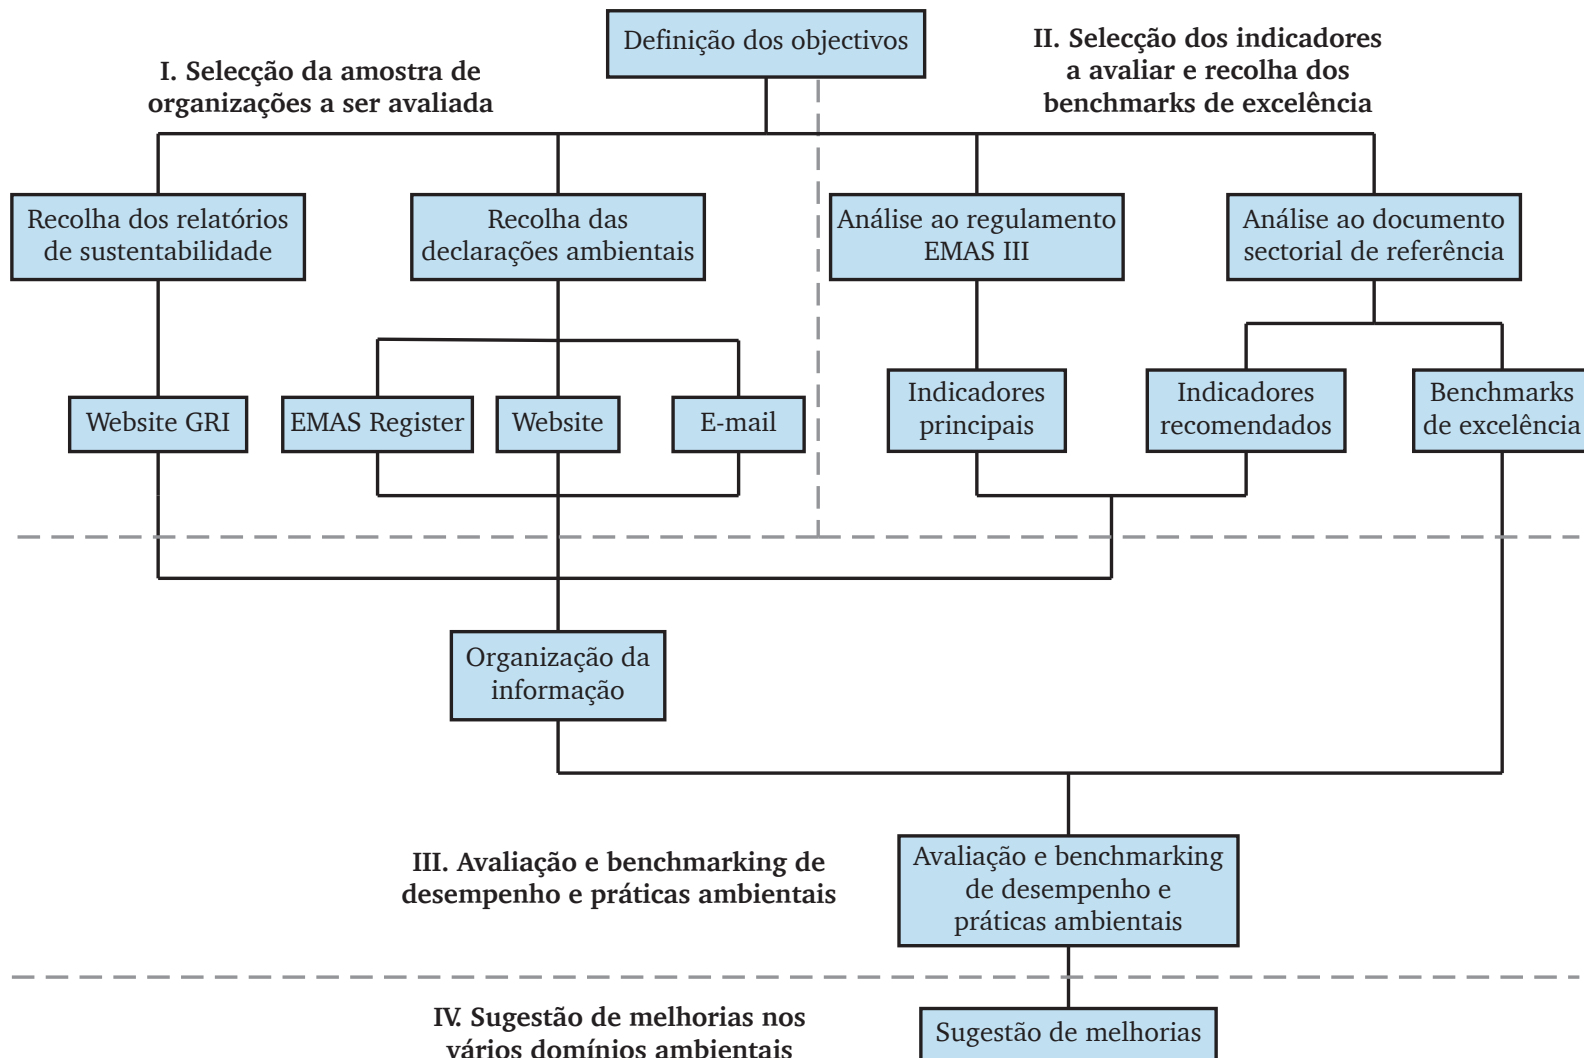 Definição dos objectivos
I. Selecção da amostra de
organizações a ser avaliada
II. Selecção dos indicadores
a avaliar e recolha dos
benchmarks de excelência
Recolha dos relatórios
de sustentabilidade
Recolha das
declarações ambientais
Análise ao regulamento
EMAS III
Análise ao documento
sectorial de referência
Website GRI
EMAS Register
Website
E-mail
Indicadores
principais
Indicadores
recomendados
Benchmarks
de excelência
Organização da
informação
III. Avaliação e benchmarking de
desempenho e práticas ambientais
Avaliação e benchmarking
de desempenho e
práticas ambientais
IV. Sugestão de melhorias nos
vários domínios ambientais
Sugestão de melhorias